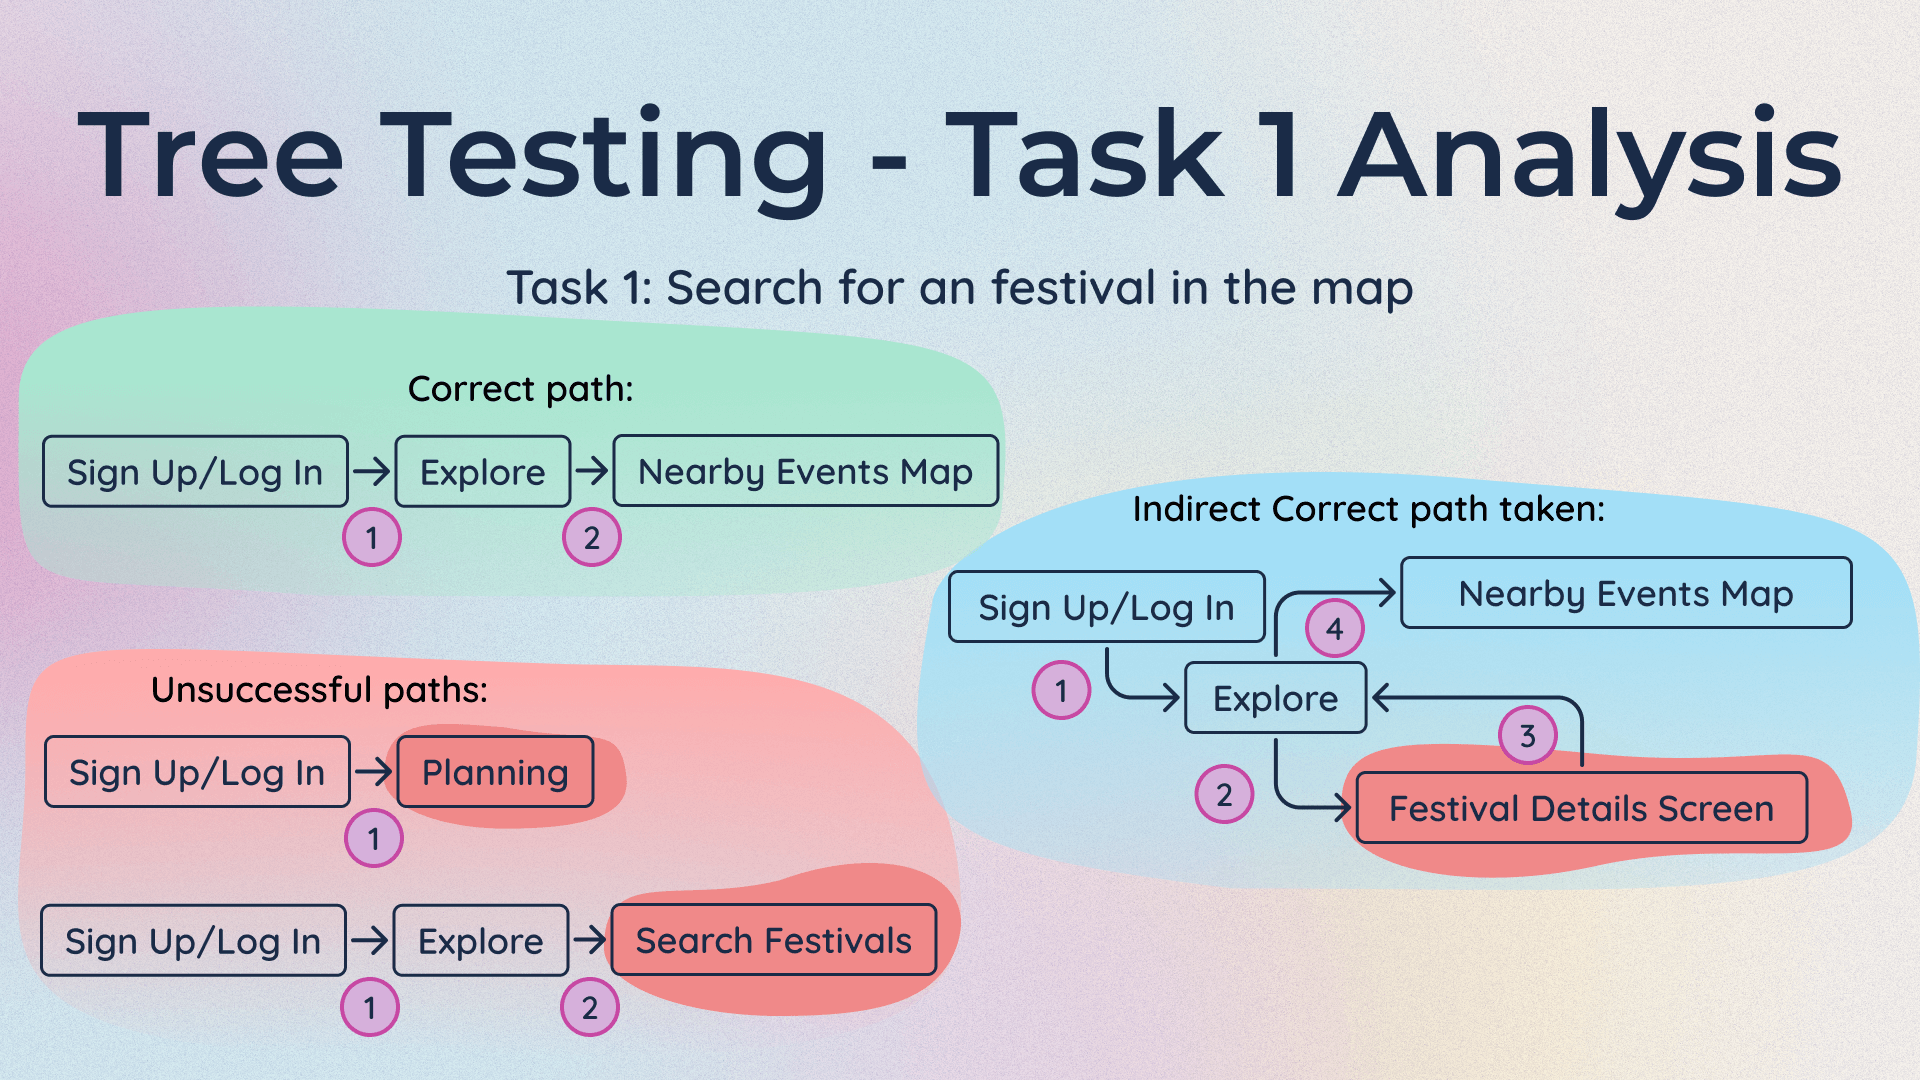 Tree Testing - Task 1 Analysis
Task 1: Search for an festival in the map
Correct path:
Sign Up/Log In
Explore
Nearby Events Map
1
2
Unsuccessful paths:
Sign Up/Log In
Planning
1
Sign Up/Log In
Explore
Search Festivals
1
2
Indirect Correct path taken:
Sign Up/Log In
Nearby Events Map
4
1
Explore
3
2
Festival Details Screen